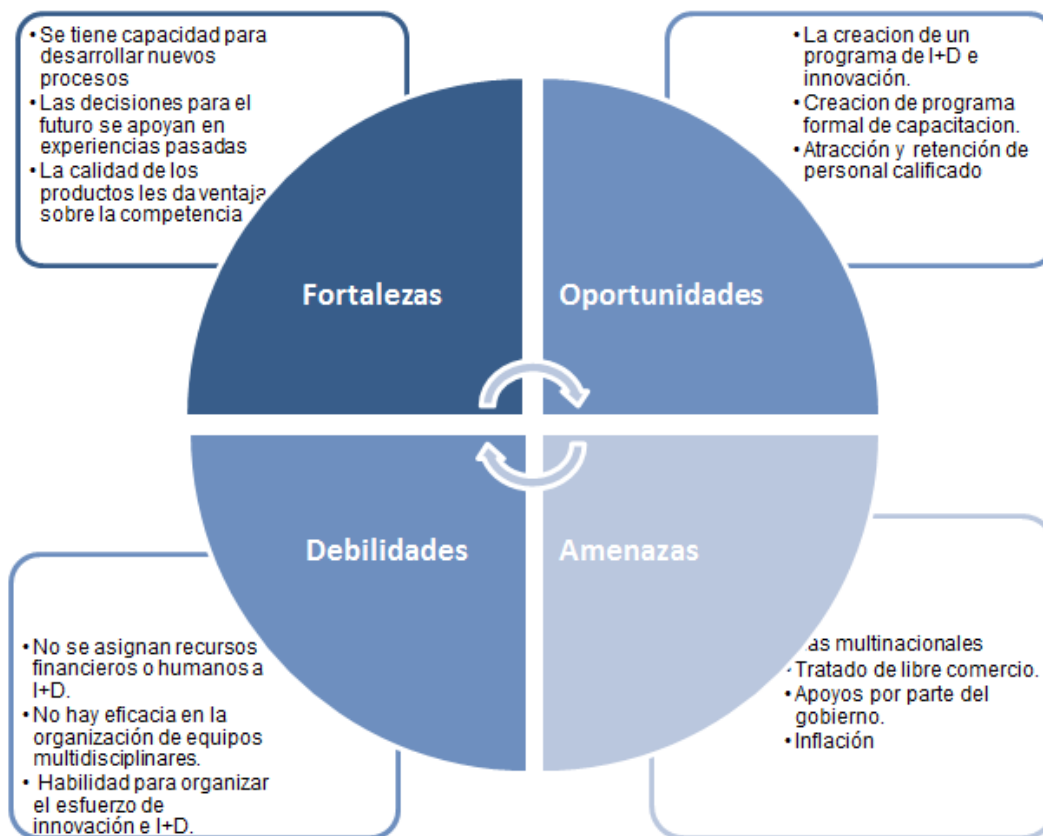 • Se tiene capacidad para
desarrollar nuevos
procesos
• Las decisiones para el
futuro se apoyan en
experiencias pasadas
• La calidad de los
productos les da ventaja
sobre la competencia
• La creacion de un
programa de I+D e
innovación.
• Creacion de programa
formal de capacitacion.
• Atracción y retención de
personal calificado
Fortalezas
Oportunidades
Debilidades
Amenazas
• No se asignan recursos
financieros o humanos a
I+D.
• No hay eficacia en la
organización de equipos
multidisciplinares.
• Habilidad para organizar
el esfuerzo de
innovación e I+D.
multinacionales
• Tratado de libre comercio.
• Apoyos por parte del
gobierno.
• Inflación